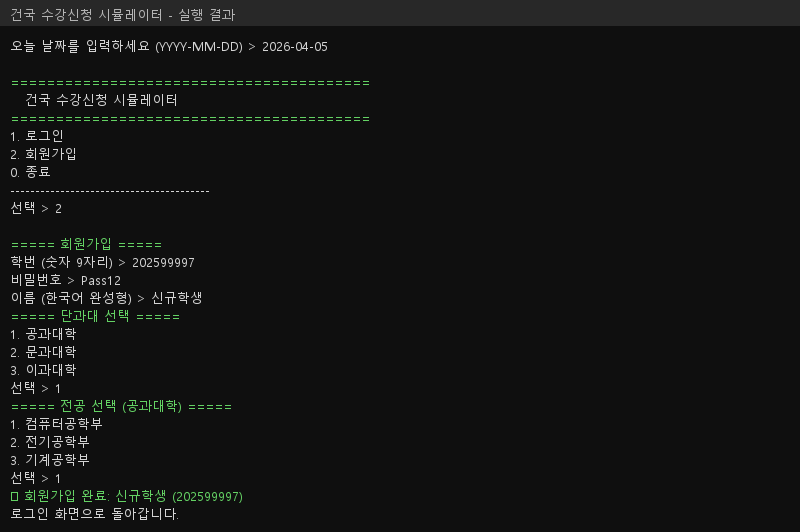 건국 수강신청 시뮬레이터 - 실행 결과
오늘 날짜를 입력하세요 (YYYY-MM-DD) > 2026-04-05
========================================
건국 수강신청 시뮬레이터
========================================
1. 로그인
2. 회원가입
0. 종료
----------------------------------------
선택 > 2
===== 회원가입 =====
학번 (숫자 9자리) > 202599997
비밀번호 > Pass12
이름 (한국어 완성형) > 신규학생
===== 단과대 선택 =====
1. 공과대학
2. 문과대학
3. 이과대학
선택 > 1
===== 전공 선택 (공과대학) =====
1. 컴퓨터공학부
2. 전기공학부
3. 기계공학부
선택 > 1
회원가입 완료: 신규학생 (202599997)
로그인 화면으로 돌아갑니다.